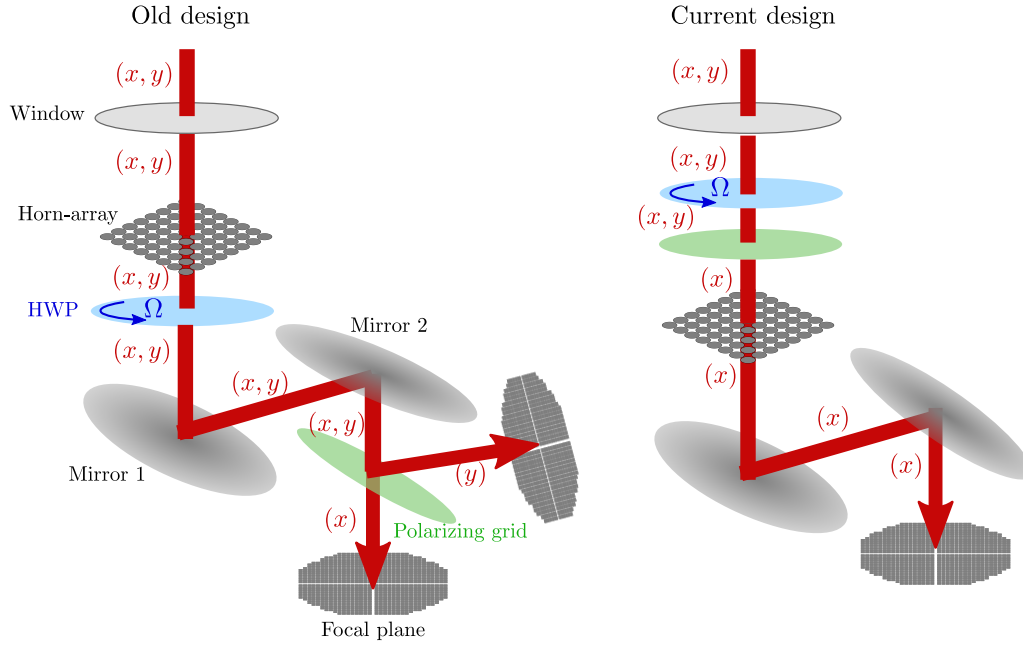 Old design
(x, y)
Window
(x, y)
Horn-array
(x, y)
HWP
Ω
(x, y)
Mirror 2
(x, y)
(x, y)
Mirror 1
(y)
(x)
Polarizing grid
Focal plane
Current design
(x, y)
(x, y)
Ω
(x, y)
(x)
(x)
(x)
(x)